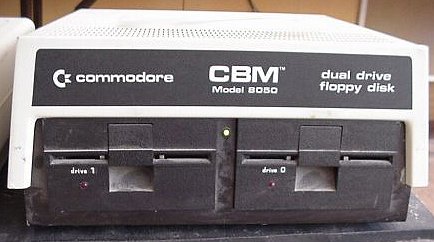 commodore
CBM™
Model 8050
dual drive
floppy disk
drive 1
drive 0